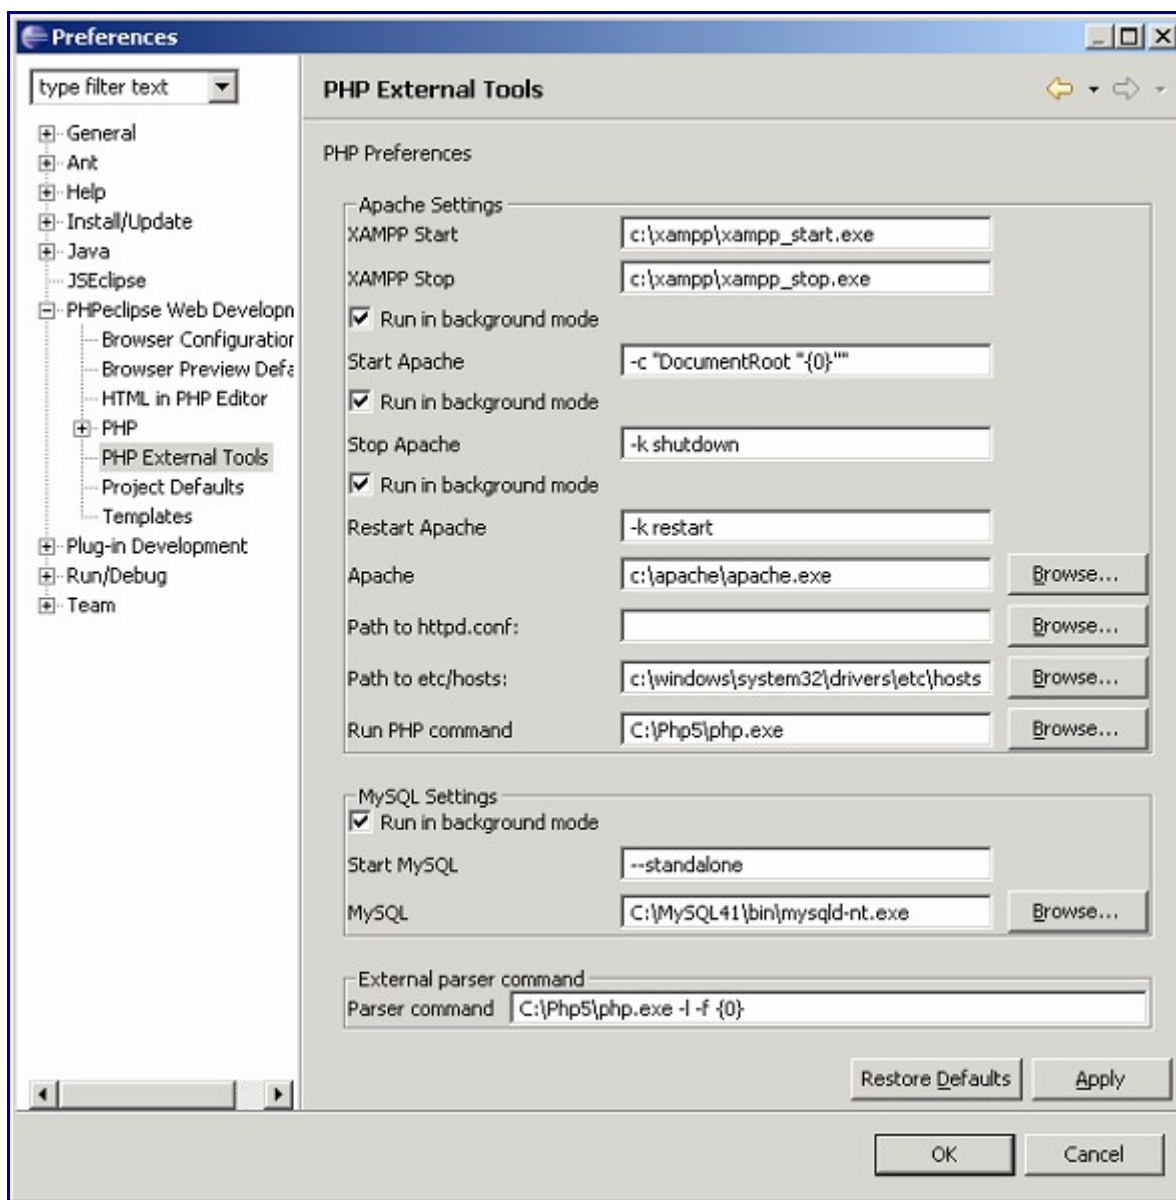 Preferences
type filter text
General
Ant
Help
Install/Update
Java
JSEclipse
PHPeclipse Web Developn
Browser Configuration
Browser Preview Defa
HTML in PHP Editor
PHP
PHP External Tools
Project Defaults
Templates
Plug-in Development
Run/Debug
Team
PHP External Tools
PHP Preferences
Apache Settings
XAMPP Start c:\xampp\xampp_start.exe
XAMPP Stop c:\xampp\xampp_stop.exe
Run in background mode
Start Apache -c "DocumentRoot "{0}""
Run in background mode
Stop Apache -k shutdown
Run in background mode
Restart Apache -k restart
Apache c:\apache\apache.exe Browse...
Path to httpd.conf: Browse...
Path to etc/hosts: c:\windows\system32\drivers\etc\hosts Browse...
Run PHP command C:\Php5\php.exe Browse...
MySQL Settings
Run in background mode
Start MySQL --standalone
MySQL C:\MySQL41\bin\mysqld-nt.exe Browse...
External parser command
Parser command C:\Php5\php.exe -l -f {0}
Restore Defaults Apply
OK Cancel